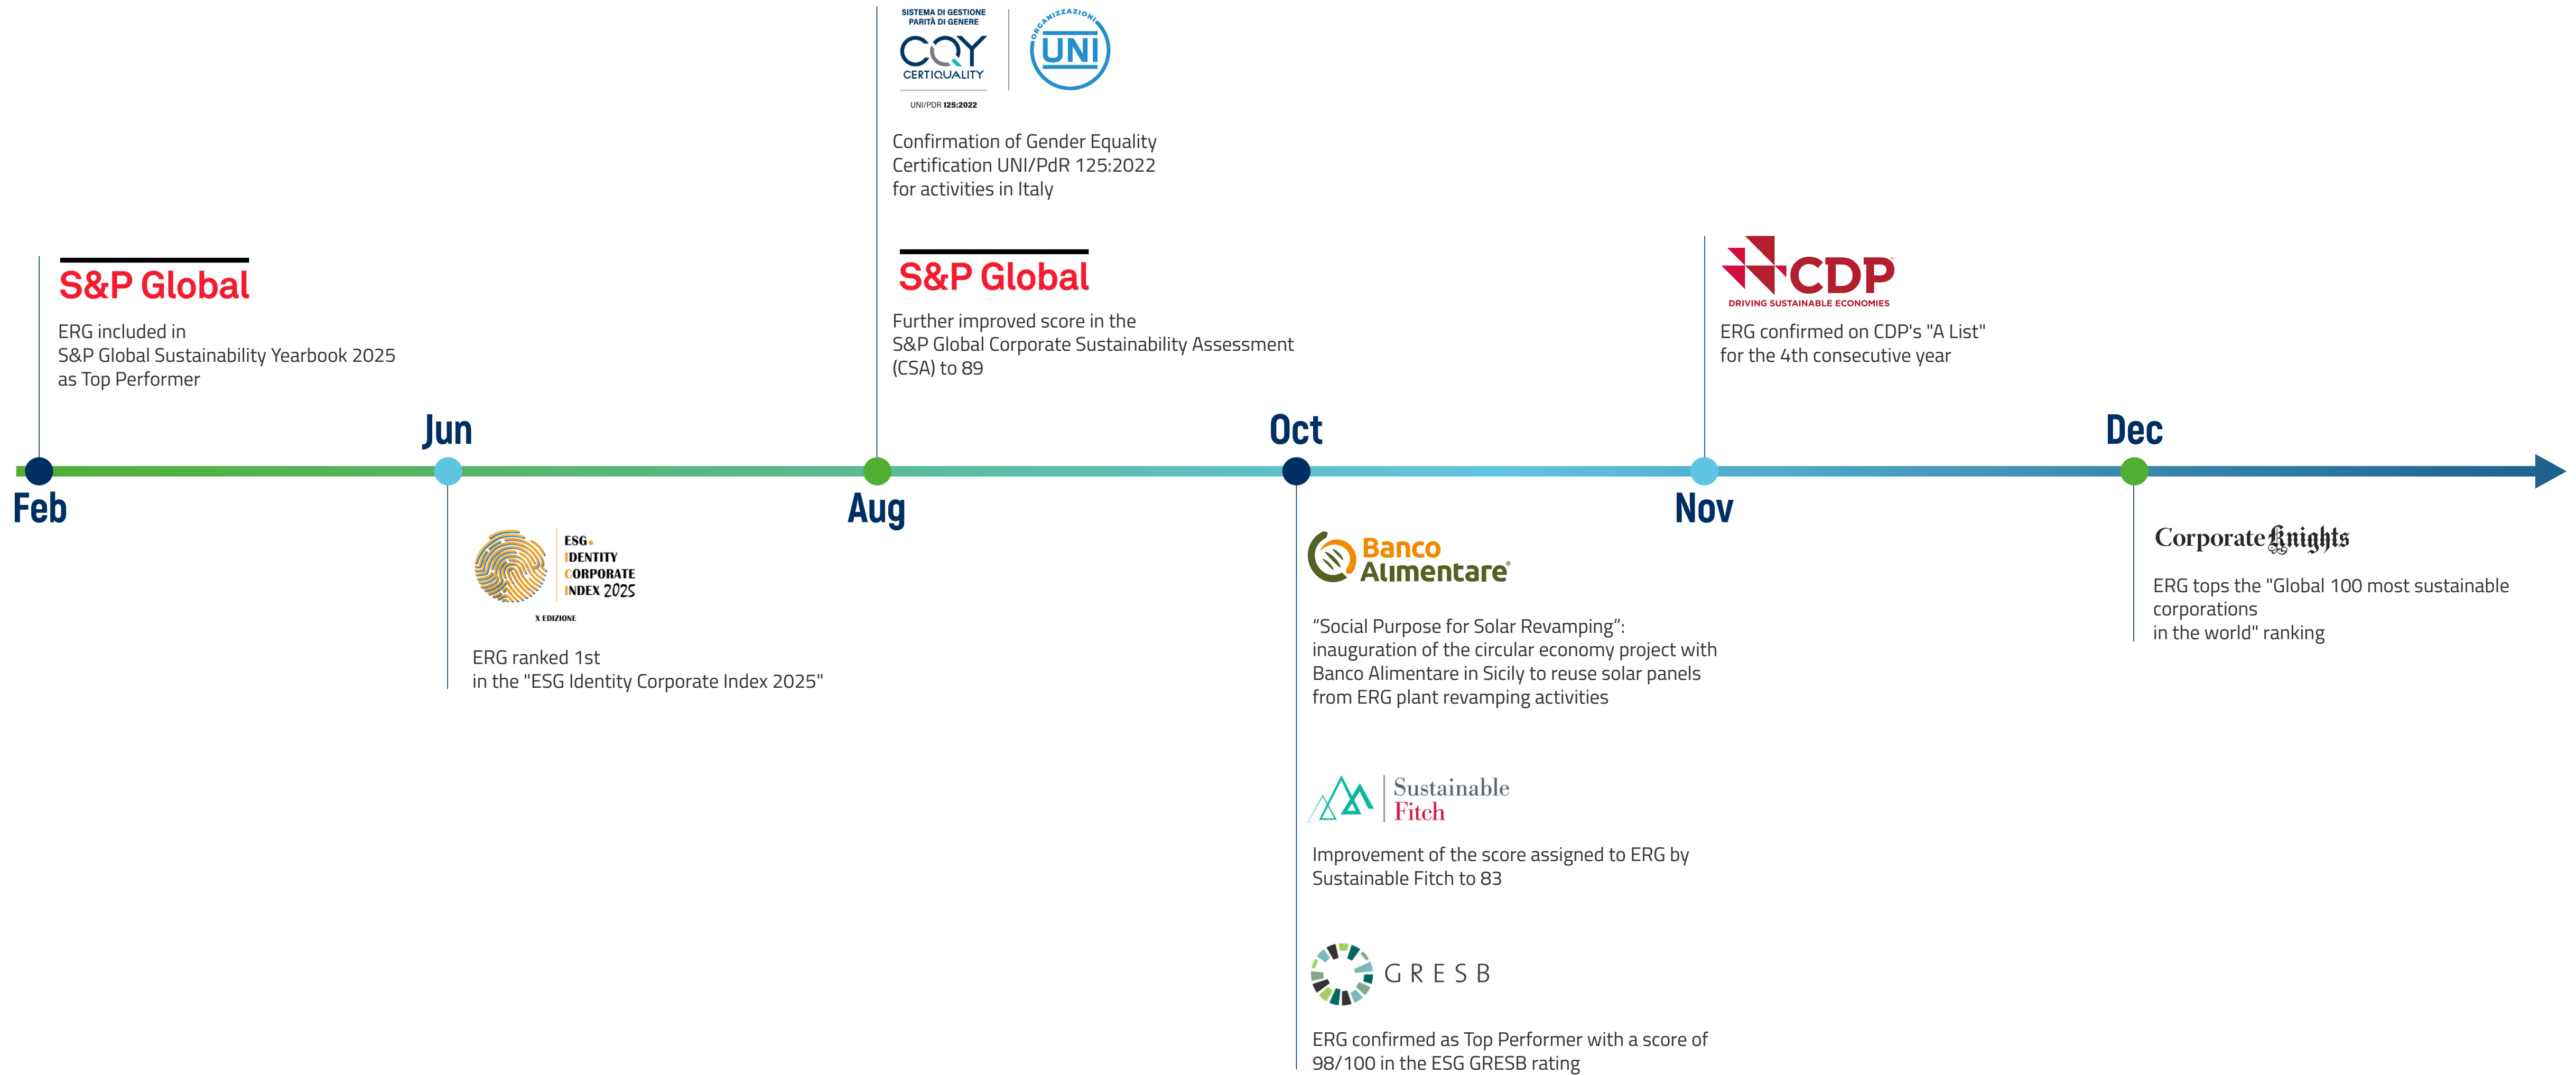 Feb
S&P Global
ERG included in
S&P Global Sustainability Yearbook 2025
as Top Performer
Jun
ESG.
IDENTITY
CORPORATE
INDEX 2025
X EDIZIONE
ERG ranked 1st
in the "ESG Identity Corporate Index 2025"
Aug
SISTEMA DI GESTIONE
PARITÀ DI GENERE
CQY
CERTIQUALITY
UNI/PDR 125:2022
ORGANIZZAZIONI
UNI
Confirmation of Gender Equality
Certification UNI/PdR 125:2022
for activities in Italy
S&P Global
Further improved score in the
S&P Global Corporate Sustainability Assessment
(CSA) to 89
Oct
Banco
Alimentare®
“Social Purpose for Solar Revamping”:
inauguration of the circular economy project with
Banco Alimentare in Sicily to reuse solar panels
from ERG plant revamping activities
Sustainable
Fitch
Improvement of the score assigned to ERG by
Sustainable Fitch to 83
GRESB
ERG confirmed as Top Performer with a score of
98/100 in the ESG GRESB rating
Nov
CDP
DRIVING SUSTAINABLE ECONOMIES
ERG confirmed on CDP's "A List"
for the 4th consecutive year
Dec
Corporate Knights
ERG tops the "Global 100 most sustainable
corporations
in the world" ranking